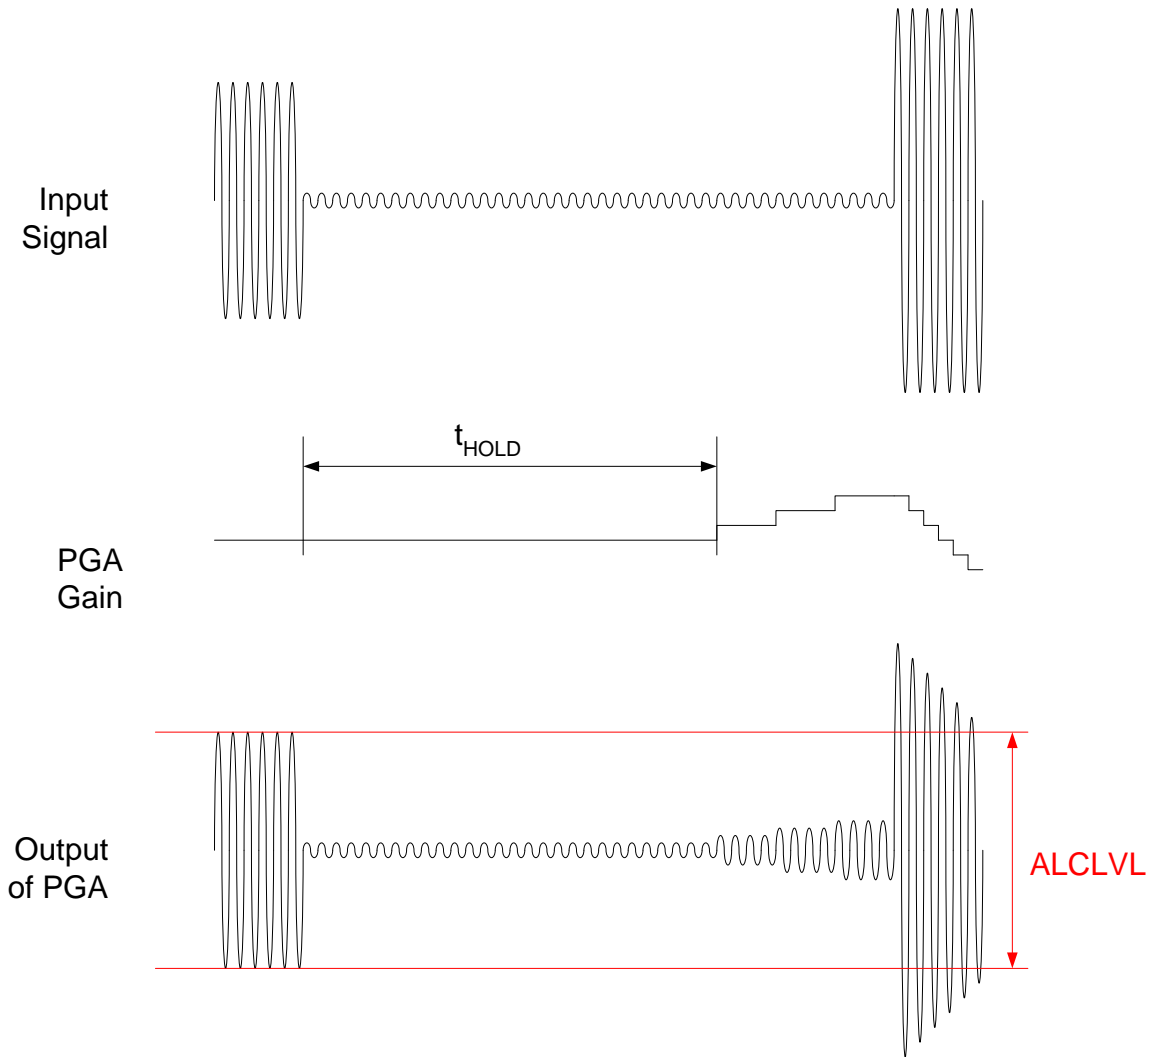 Input
Signal
tHOLD
PGA
Gain
Output
of PGA
ALCLVL